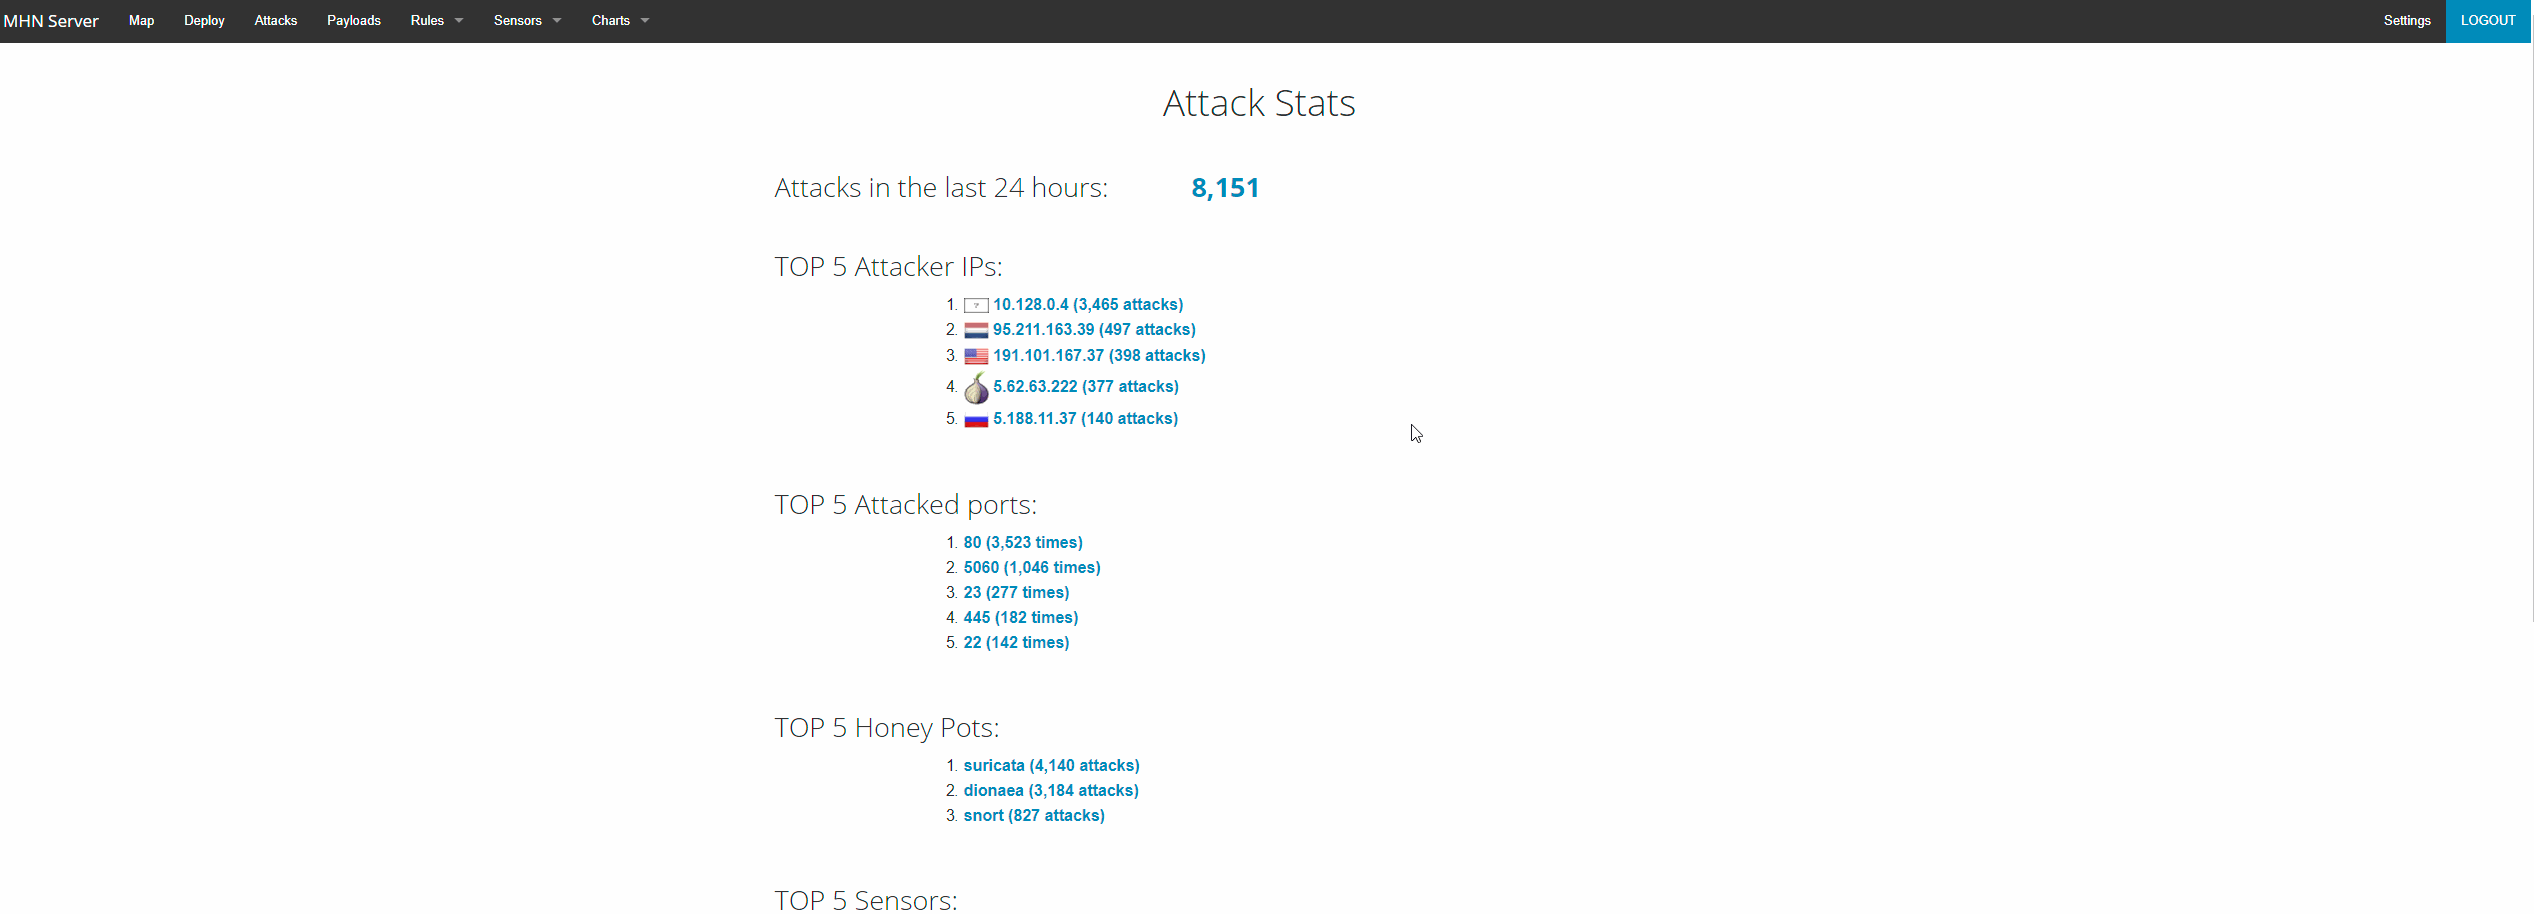 MHN Server Map Deploy Attacks Payloads Rules Sensors Charts Settings LOGOUT
Attack Stats
Attacks in the last 24 hours: 8,151
TOP 5 Attacker IPs:
1. ? 10.128.0.4 (3,465 attacks)
2. 95.211.163.39 (497 attacks)
3. 191.101.167.37 (398 attacks)
4. 5.62.63.222 (377 attacks)
5. 5.188.11.37 (140 attacks)
TOP 5 Attacked ports:
1. 80 (3,523 times)
2. 5060 (1,046 times)
3. 23 (277 times)
4. 445 (182 times)
5. 22 (142 times)
TOP 5 Honey Pots:
1. suricata (4,140 attacks)
2. dionaea (3,184 attacks)
3. snort (827 attacks)
TOP 5 Sensors: